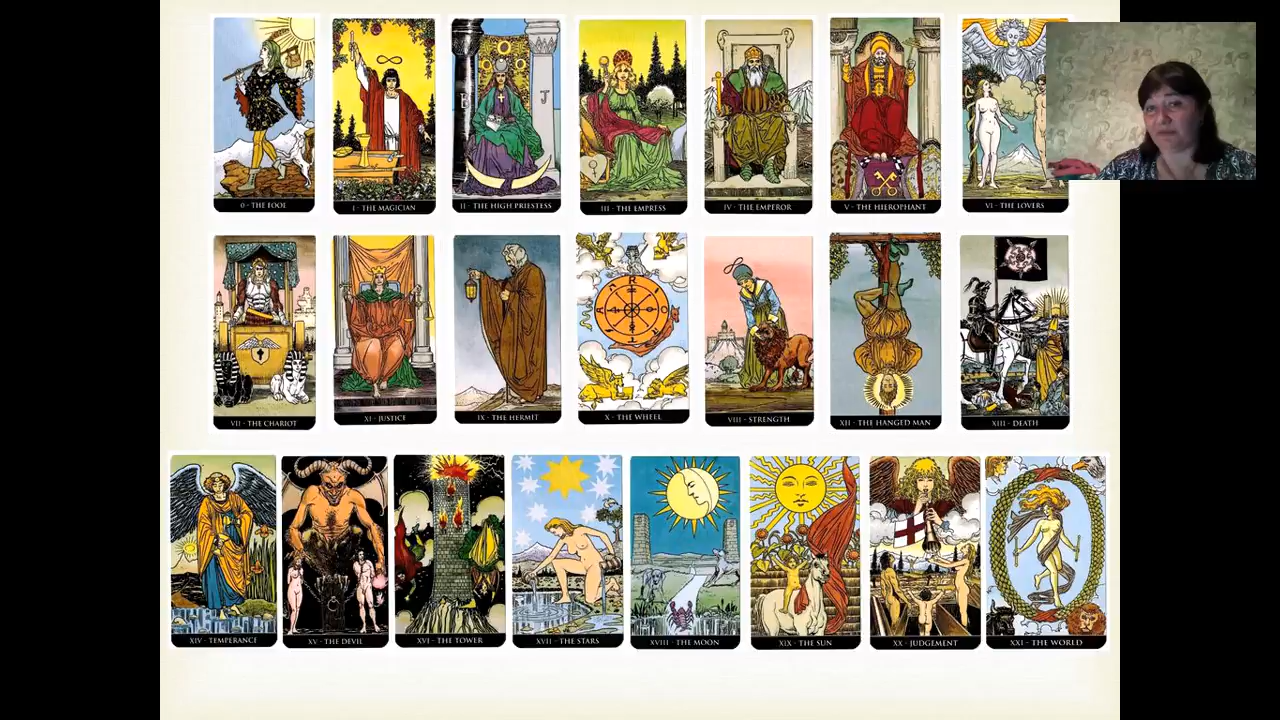 0 - THE FOOL
I - THE MAGICIAN
II - THE HIGH PRIESTESS
B J
III - THE EMPRESS
IV - THE EMPEROR
V - THE HIEROPHANT
VI - THE LOVERS
VII - THE CHARIOT
XI - JUSTICE
IX - THE HERMIT
X - THE WHEEL
VIII - STRENGTH
XII - THE HANGED MAN
XIII - DEATH
XIV - TEMPERANCE
XV - THE DEVIL
XVI - THE TOWER
XVII - THE STARS
XVIII - THE MOON
XIX - THE SUN
XX - JUDGEMENT
XXI - THE WORLD